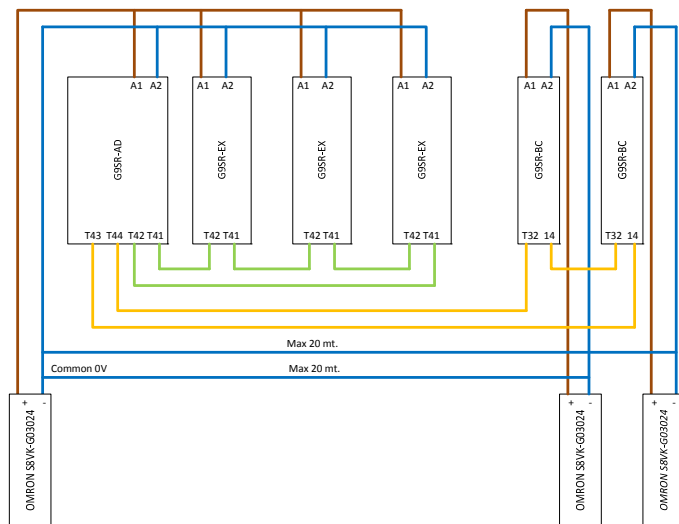 A1 A2 A1 A2 A1 A2 A1 A2 A1 A2 A1 A2
G9SR-AD
G9SR-EX
G9SR-EX
G9SR-EX
G9SR-BC
G9SR-BC
T43 T44 T42 T41 T42 T41 T42 T41 T42 T41 T32 14 T32 14
Max 20 mt.
Common 0V Max 20 mt.
+ - + - + -
OMRON S8VK-G03024
OMRON S8VK-G03024
OMRON S8VK-G03024